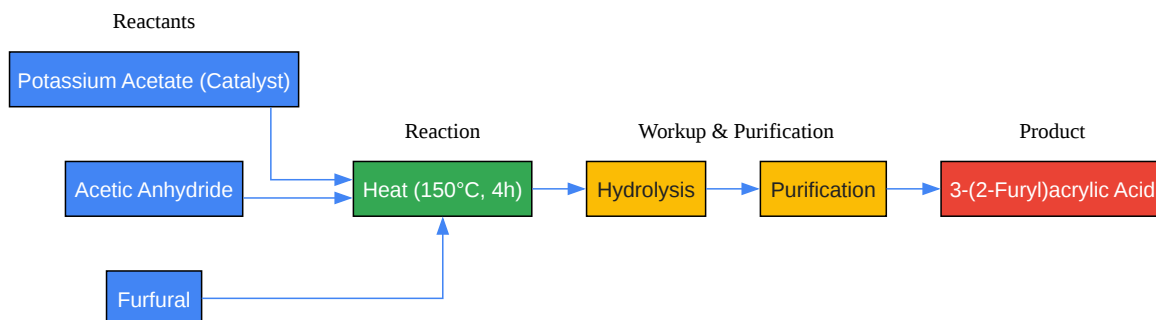 Reactants
Potassium Acetate (Catalyst)
Reaction
Workup & Purification
Product
Acetic Anhydride
Heat (150°C, 4h)
Hydrolysis
Purification
3-(2-Furyl)acrylic Acid
Furfural